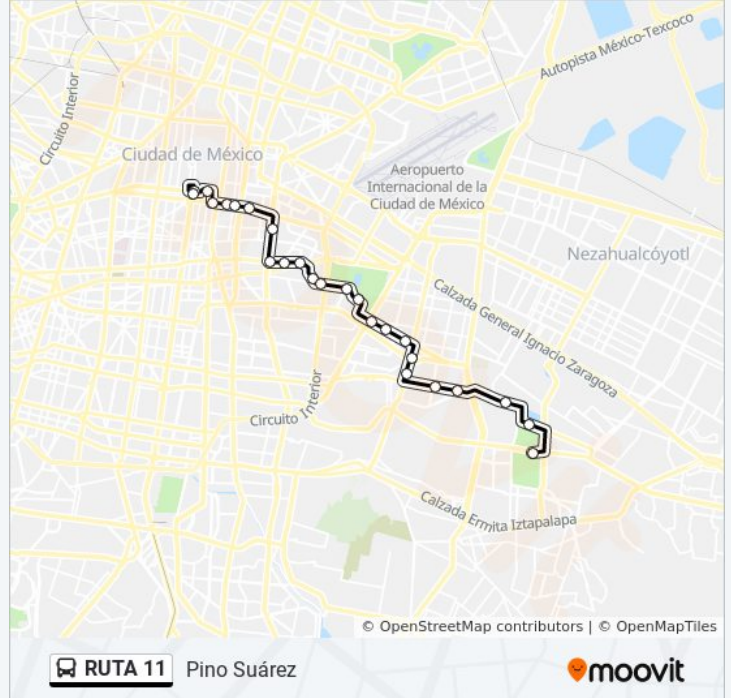 Autopista México-Texcoco
Circuito Interior
Ciudad de México
Aeropuerto
Internacional de la
Ciudad de México
Nezahualcóyotl
Calzada General Ignacio Zaragoza
Circuito Interior
Calzada Ermita Iztapalapa
© OpenStreetMap contributors | © OpenMapTiles
RUTA 11 Pino Suárez
moovit